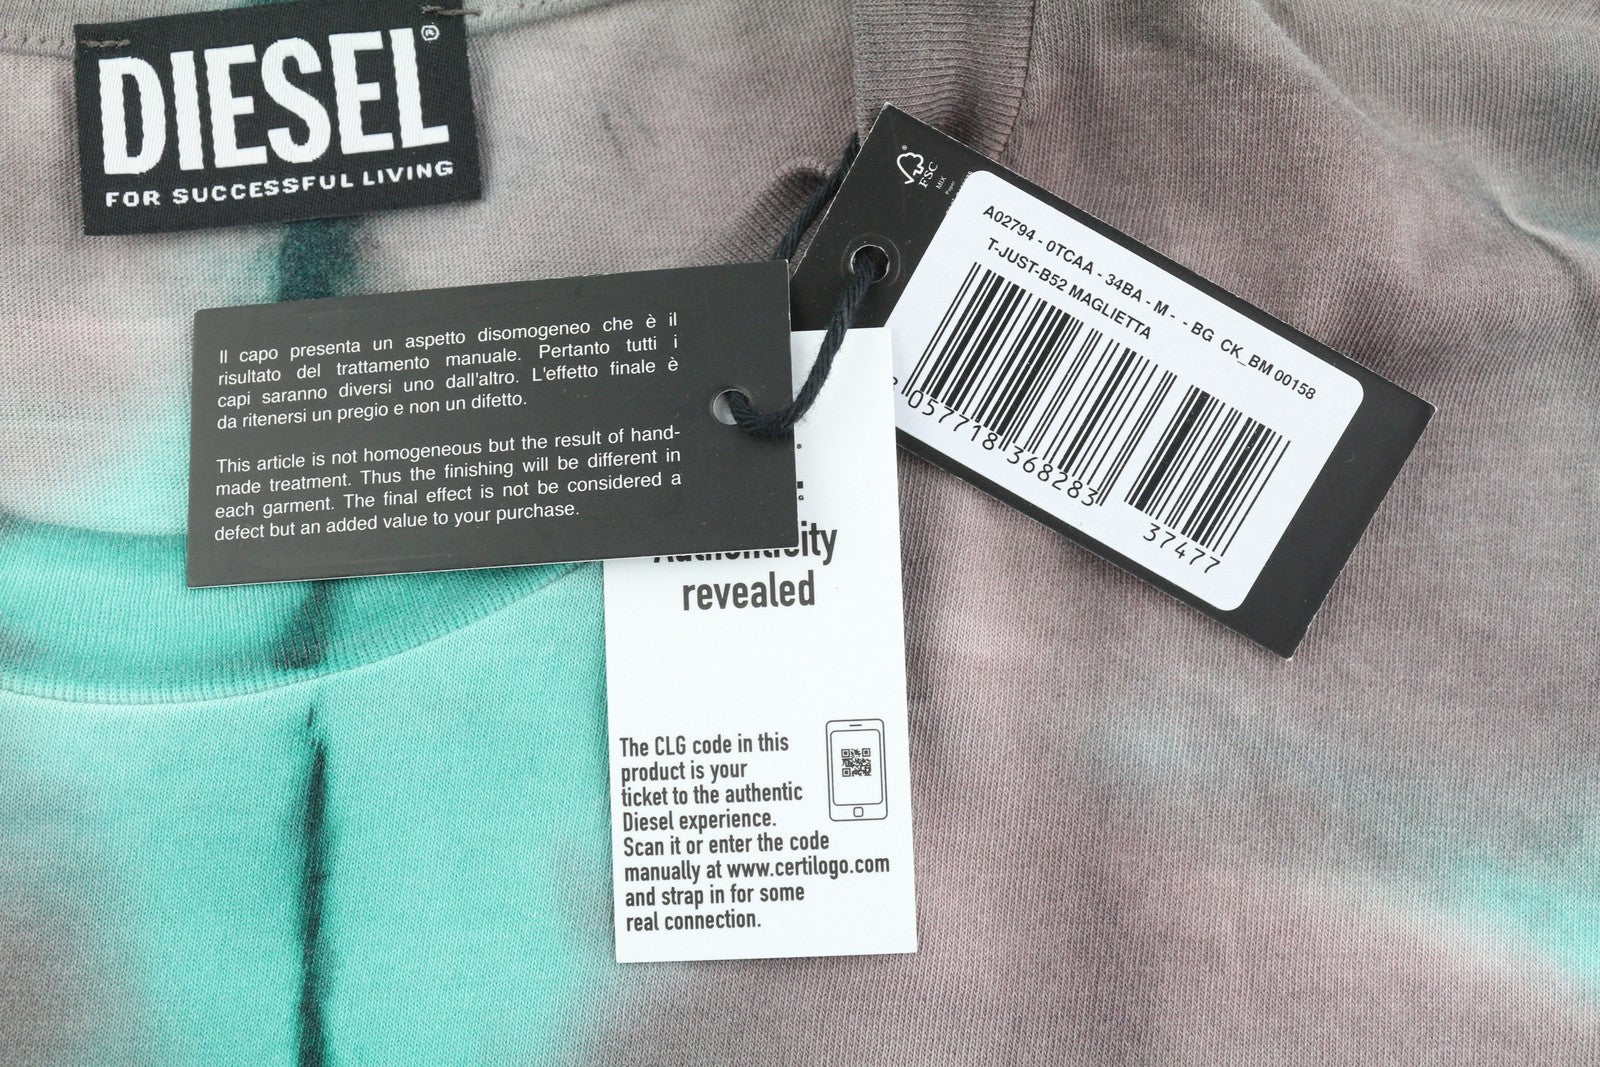 DIESEL®
FOR SUCCESSFUL LIVING
FSC
MIX
A02794 - 0TCAA - 34BA - M - - BG CK_BM 00158
T-JUST-B52 MAGLIETTA
057718 368283
37477
Il capo presenta un aspetto disomogeneo che è il
risultato del trattamento manuale. Pertanto tutti i
capi saranno diversi uno dall'altro. L'effetto finale è
da ritenersi un pregio e non un difetto.
This article is not homogeneous but the result of hand-
made treatment. Thus the finishing will be different in
each garment. The final effect is not be considered a
defect but an added value to your purchase.
Authenticity
revealed
The CLG code in this
product is your
ticket to the authentic
Diesel experience.
Scan it or enter the code
manually at www.certilogo.com
and strap in for some
real connection.